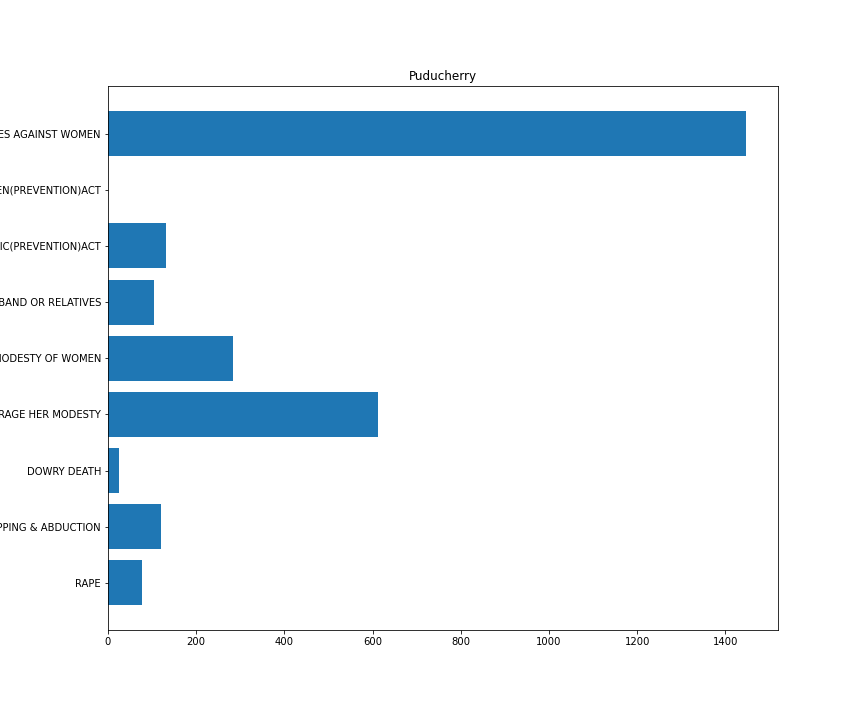 Puducherry
ES AGAINST WOMEN
EN(PREVENTION)ACT
IC(PREVENTION)ACT
BAND OR RELATIVES
MODESTY OF WOMEN
RAGE HER MODESTY
DOWRY DEATH
PPING & ABDUCTION
RAPE
0 200 400 600 800 1000 1200 1400